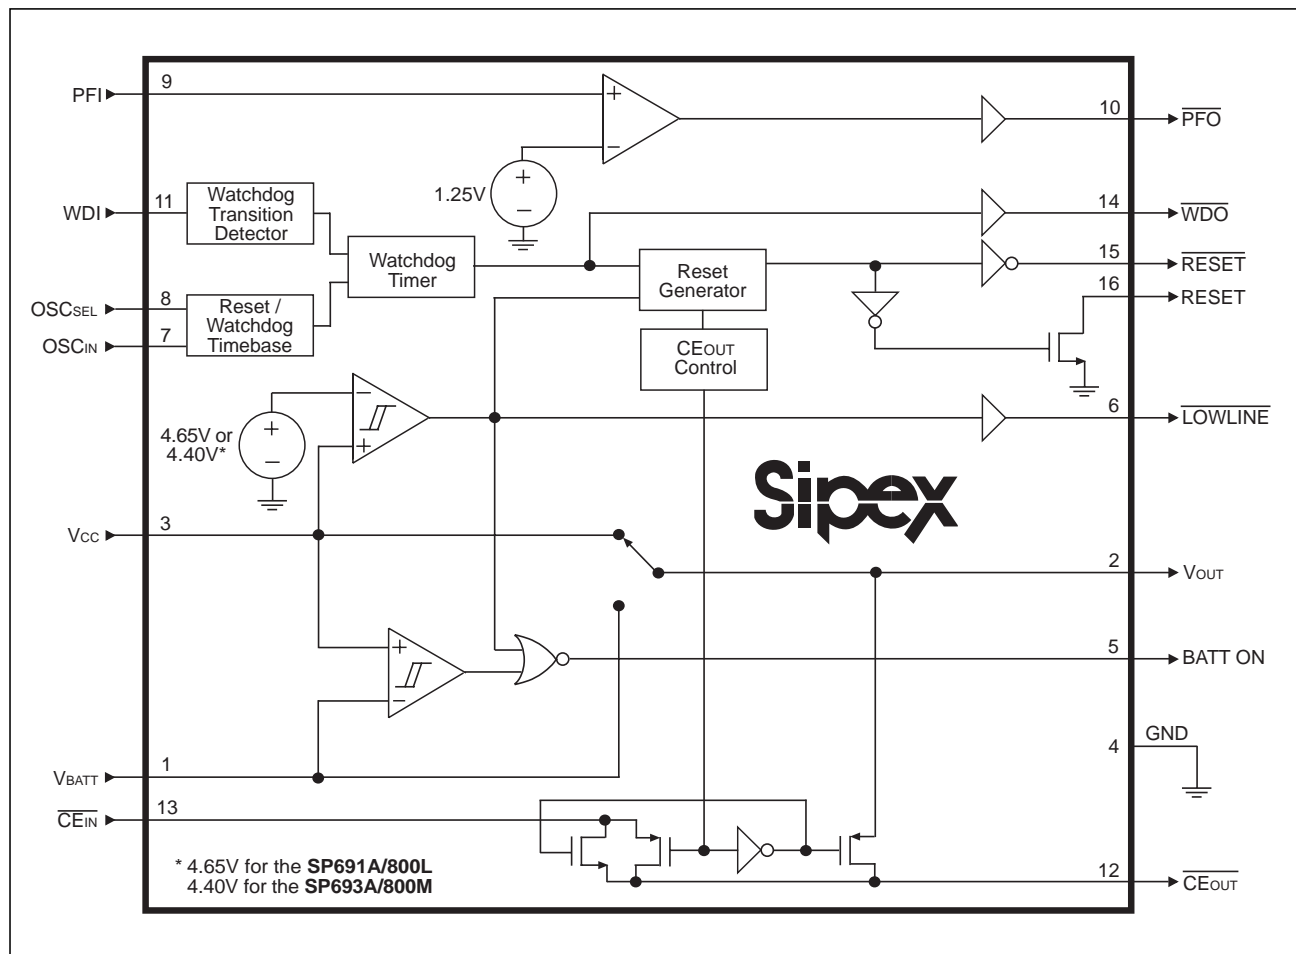 PFI
9
+
−
10
PFO
1.25V
+
−
WDI
11
Watchdog
Transition
Detector
14
WDO
Watchdog
Timer
Reset
Generator
15
RESET
16
RESET
OSCSEL
8
Reset /
Watchdog
Timebase
OSCIN
7
CEOUT
Control
−
+
4.65V or
4.40V*
+
−
6
LOWLINE
Sipex
VCC
3
2
VOUT
+
−
5
BATT ON
4
GND
VBATT
1
CEIN
13
* 4.65V for the SP691A/800L
4.40V for the SP693A/800M
12
CEOUT